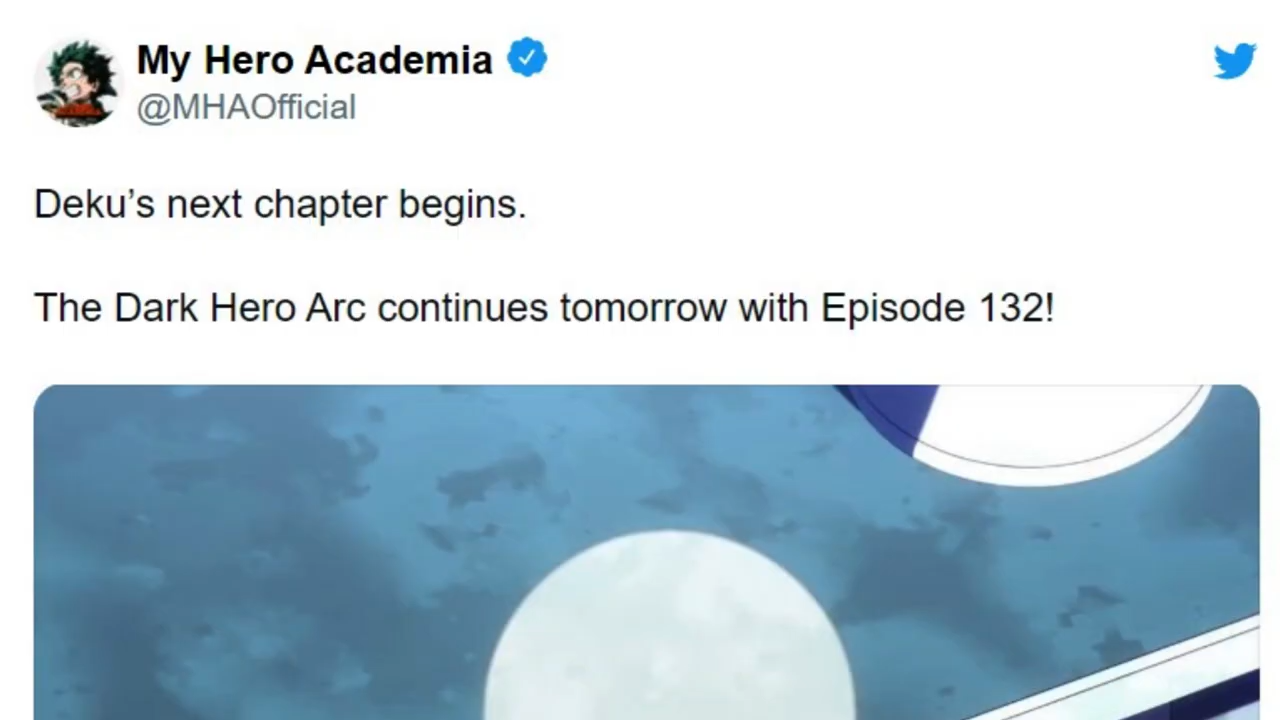 My Hero Academia
@MHAOfficial
Deku’s next chapter begins.
The Dark Hero Arc continues tomorrow with Episode 132!